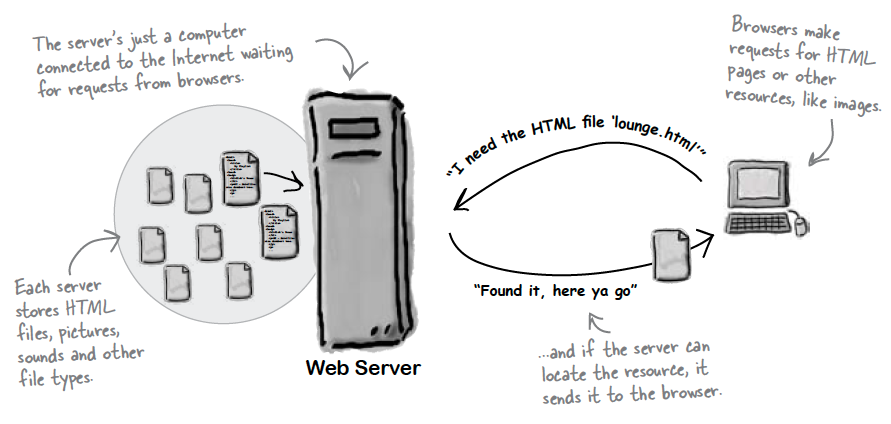 The server's just a computer
connected to the Internet waiting
for requests from browsers.
Browsers make
requests for HTML
pages or other
resources, like images.
“I need the HTML file ‘lounge.html’”
Each server
stores HTML
files, pictures,
sounds and other
file types.
“Found it, here ya go”
Web Server
...and if the server can
locate the resource, it
sends it to the browser.